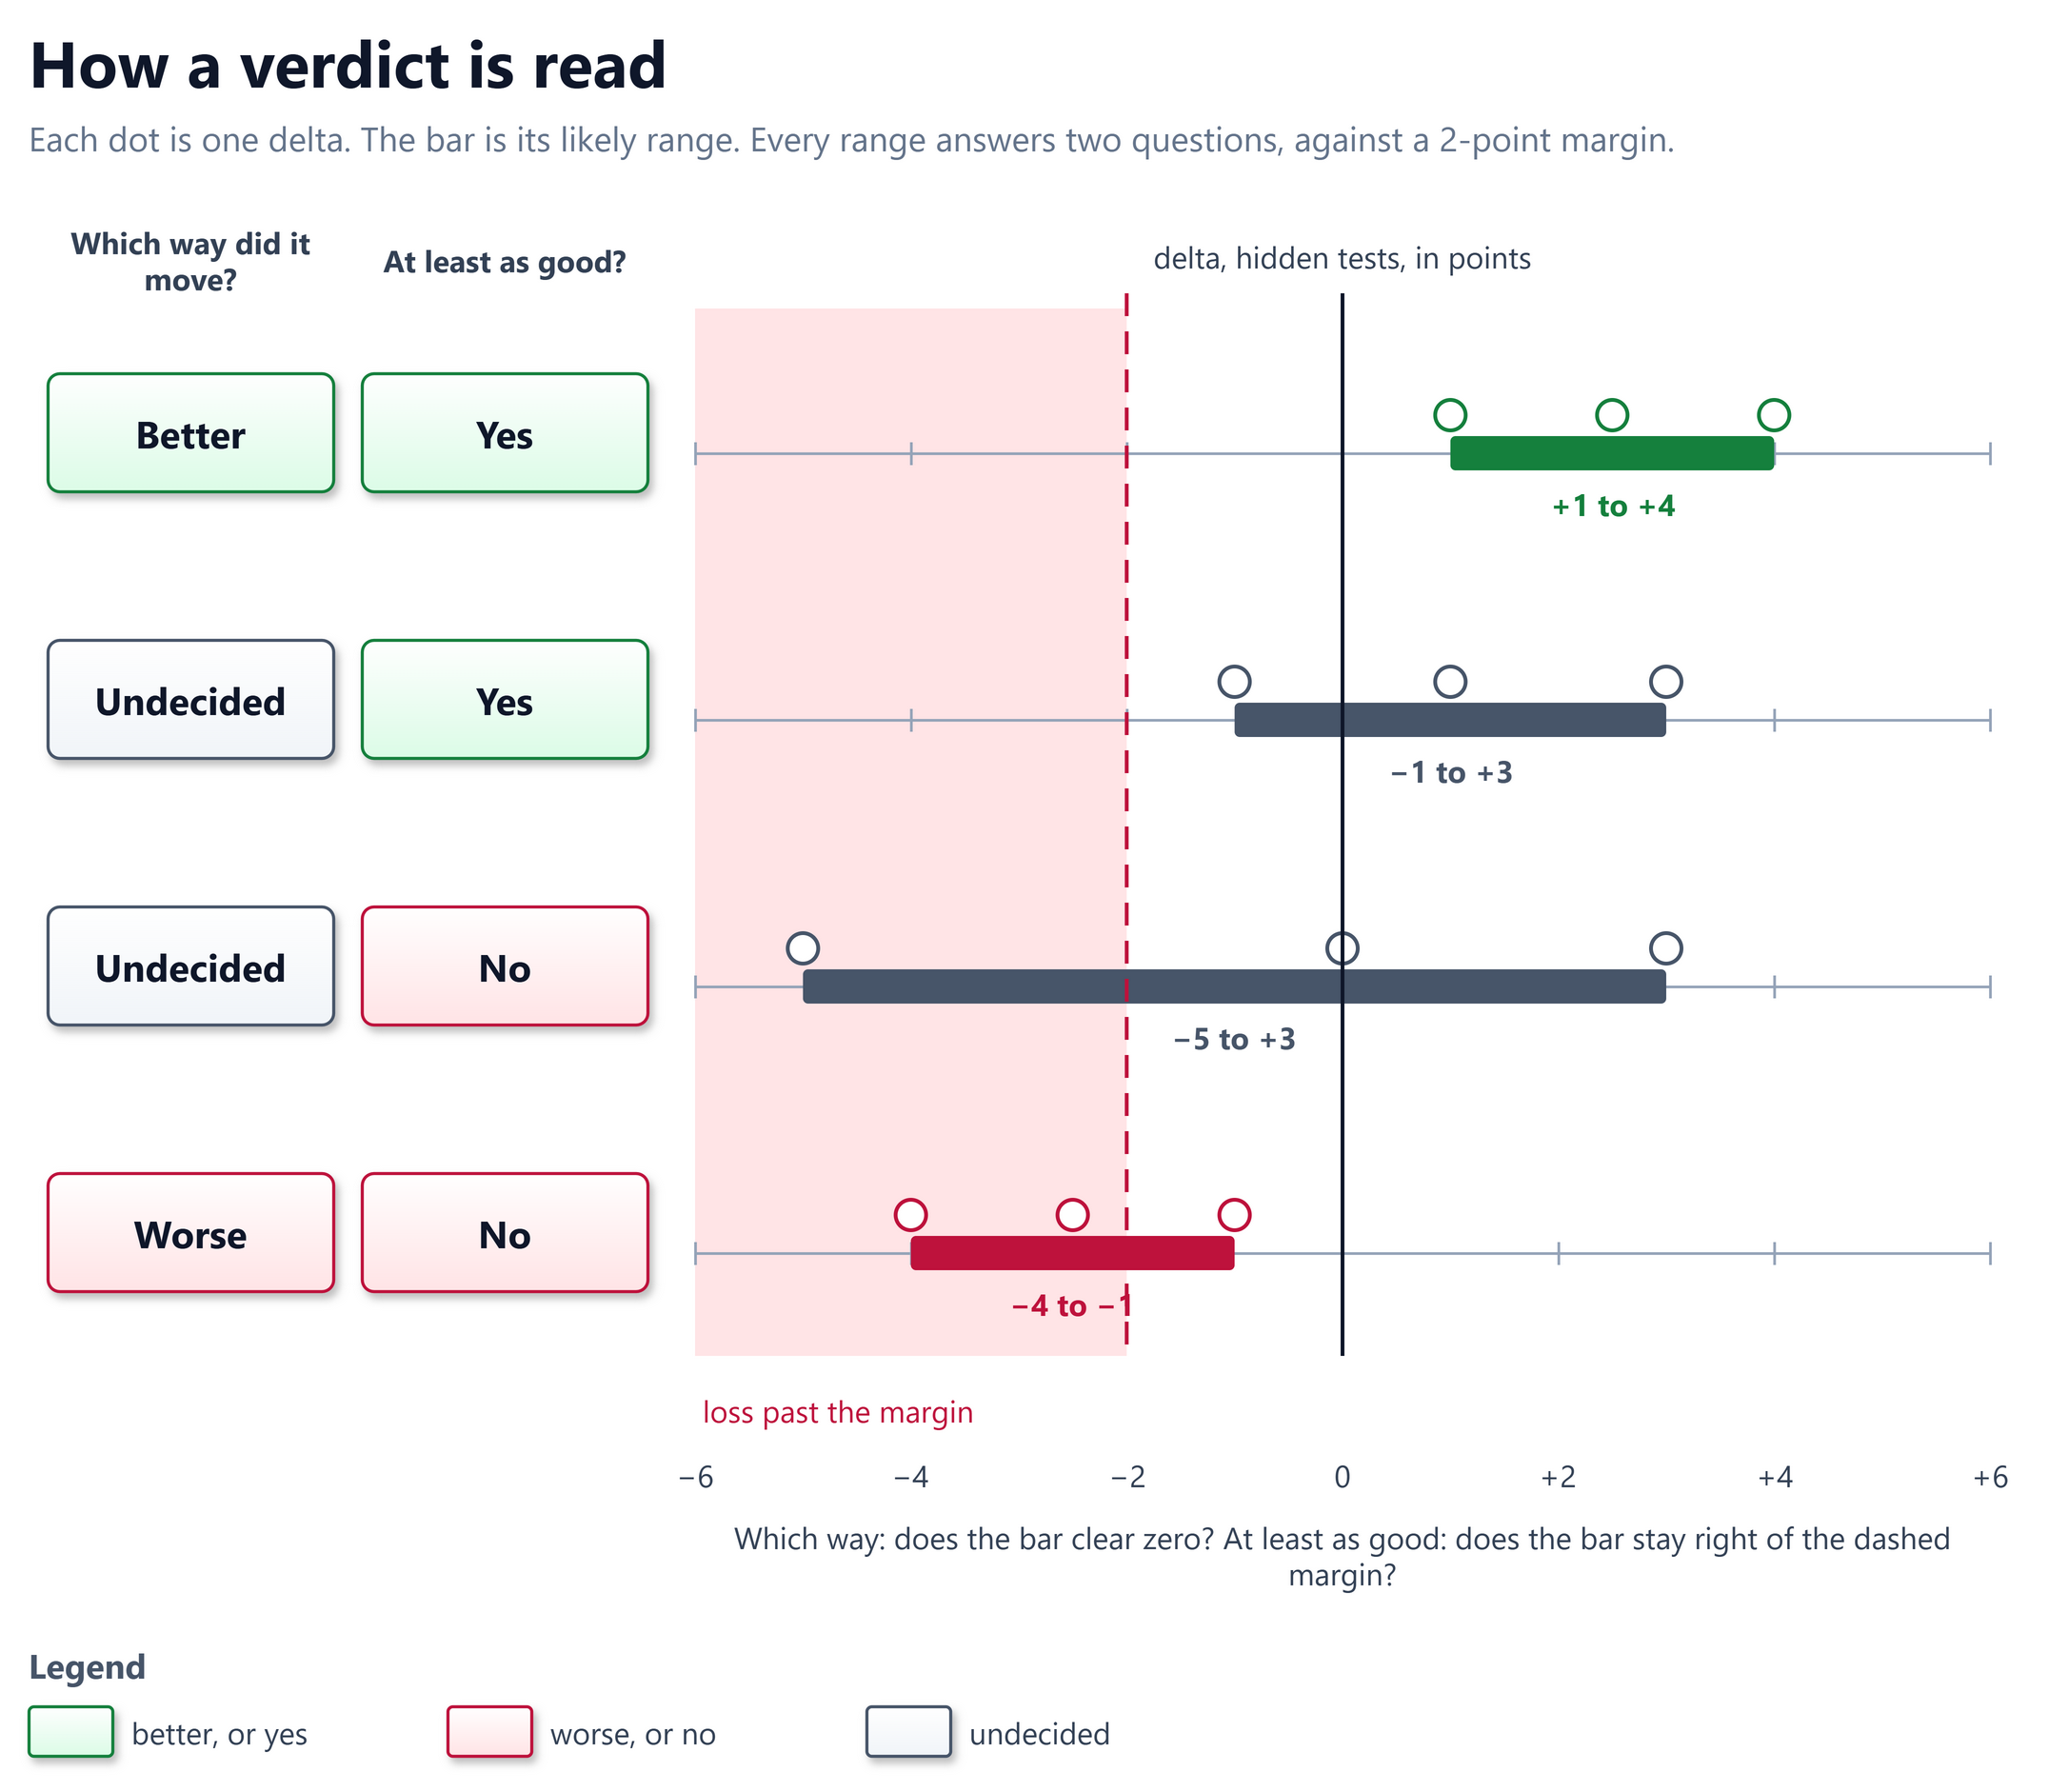 How a verdict is read
Each dot is one delta. The bar is its likely range. Every range answers two questions, against a 2-point margin.
Which way did it
move?
At least as good?
delta, hidden tests, in points
Better
Yes
+1 to +4
Undecided
Yes
−1 to +3
Undecided
No
−5 to +3
Worse
No
−4 to −1
loss past the margin
−6
−4
−2
0
+2
+4
+6
Which way: does the bar clear zero? At least as good: does the bar stay right of the dashed
margin?
Legend
better, or yes
worse, or no
undecided